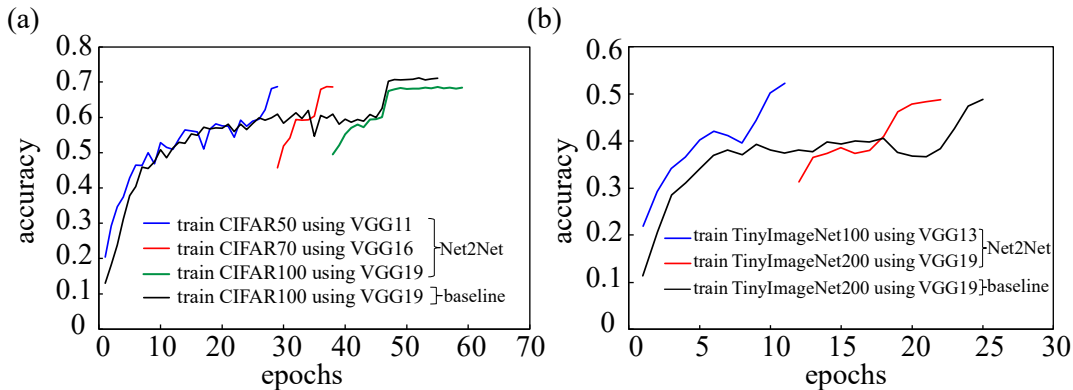 (a)
0.8
0.7
0.6
0.5
0.4
0.3
0.2
0.1
0
accuracy
train CIFAR50 using VGG11
train CIFAR70 using VGG16
train CIFAR100 using VGG19
Net2Net
train CIFAR100 using VGG19
baseline
0 10 20 30 40 50 60 70
epochs
(b)
0.6
0.5
0.4
0.3
0.2
0.1
0
accuracy
train TinyImageNet100 using VGG13
train TinyImageNet200 using VGG19
Net2Net
train TinyImageNet200 using VGG19
baseline
0 5 10 15 20 25 30
epochs